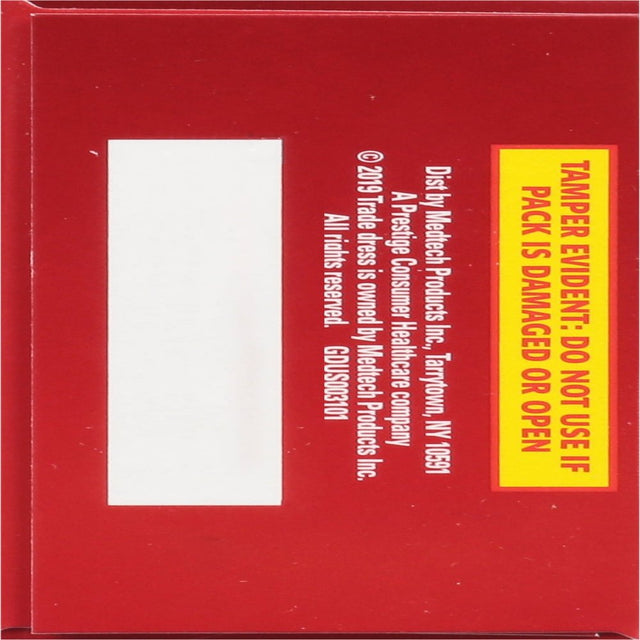 TAMPER EVIDENT: DO NOT USE IF
PACK IS DAMAGED OR OPEN
Dist by Medtech Products Inc., Tarrytown, NY 10591
A Prestige Consumer Healthcare company
© 2019 Trade dress is owned by Medtech Products Inc.
All rights reserved. GDUS003101